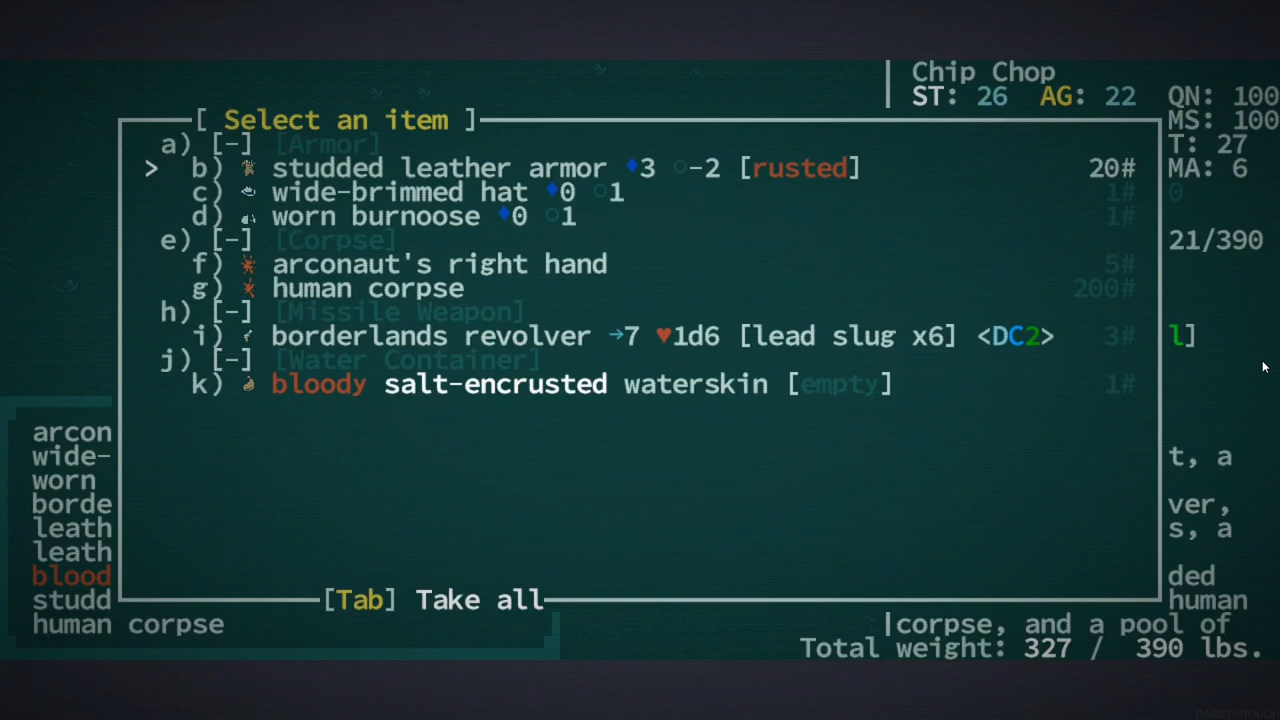 Chip Chop
ST: 26 AG: 22 QN: 100
[ Select an item ] MS: 100
a) [-] [Armor] T: 27
> b) studded leather armor ♦3 ○-2 [rusted] 20# MA: 6
c) wide-brimmed hat ♦0 ○1 1# 0
d) worn burnoose ♦0 ○1 1#
e) [-] [Corpse] 21/390
f) arconaut's right hand 5#
g) human corpse 200#
h) [-] [Missile Weapon]
i) borderlands revolver →7 ♥1d6 [lead slug x6] <DC2> 3# l]
j) [-] [Water Container]
k) bloody salt-encrusted waterskin [empty] 1#
arcon
wide- t, a
worn
borde ver,
leath s, a
leath
blood ded
studd [Tab] Take all human
human corpse |corpse, and a pool of
Total weight: 327 / 390 lbs.